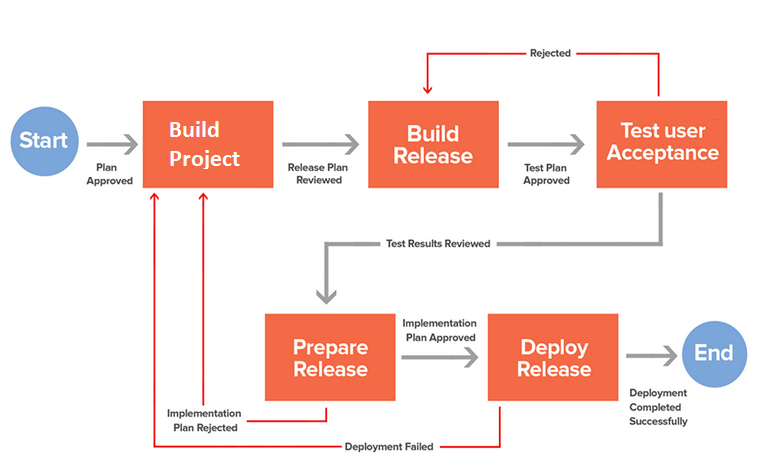 Rejected
Start
Plan
Approved
Build
Project
Release Plan
Reviewed
Build
Release
Test Plan
Approved
Test user
Acceptance
Test Results Reviewed
Prepare
Release
Implementation
Plan Approved
Deploy
Release
End
Deployment
Completed
Successfully
Implementation
Plan Rejected
Deployment Failed